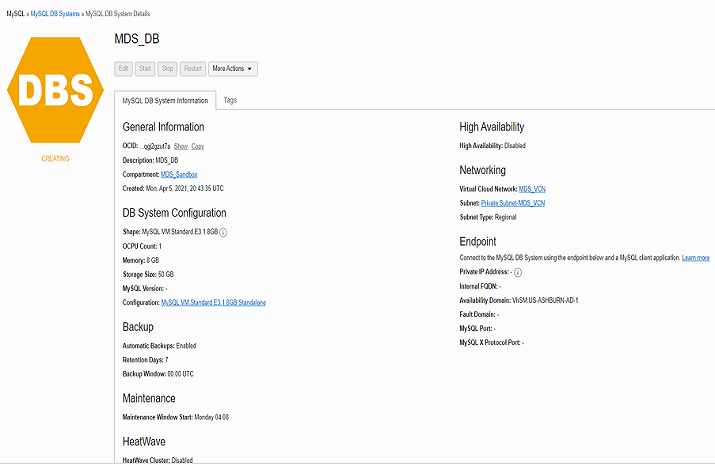 MySQL » MySQL DB Systems » MySQL DB System Details
DBS
CREATING
MDS_DB
Edit Start Stop Restart More Actions
MySQL DB System Information Tags
General Information
OCID: ...qgj2gzut7a Show Copy
Description: MDS_DB
Compartment: MDS_Sandbox
Created: Mon, Apr 5, 2021, 20:43:35 UTC
DB System Configuration
Shape: MySQL.VM.Standard.E3.1.8GB
OCPU Count: 1
Memory: 8 GB
Storage Size: 50 GB
MySQL Version: -
Configuration: MySQL.VM.Standard.E3.1.8GB.Standalone
Backup
Automatic Backups: Enabled
Retention Days: 7
Backup Window: 00:00 UTC
Maintenance
Maintenance Window Start: Monday 04:08
HeatWave
HeatWave Cluster: Disabled
High Availability
High Availability: Disabled
Networking
Virtual Cloud Network: MDS_VCN
Subnet: Private Subnet-MDS_VCN
Subnet Type: Regional
Endpoint
Connect to the MySQL DB System using the endpoint below and a MySQL client application. Learn more
Private IP Address: -
Internal FQDN: -
Availability Domain: VhSM:US-ASHBURN-AD-1
Fault Domain: -
MySQL Port: -
MySQL X Protocol Port: -